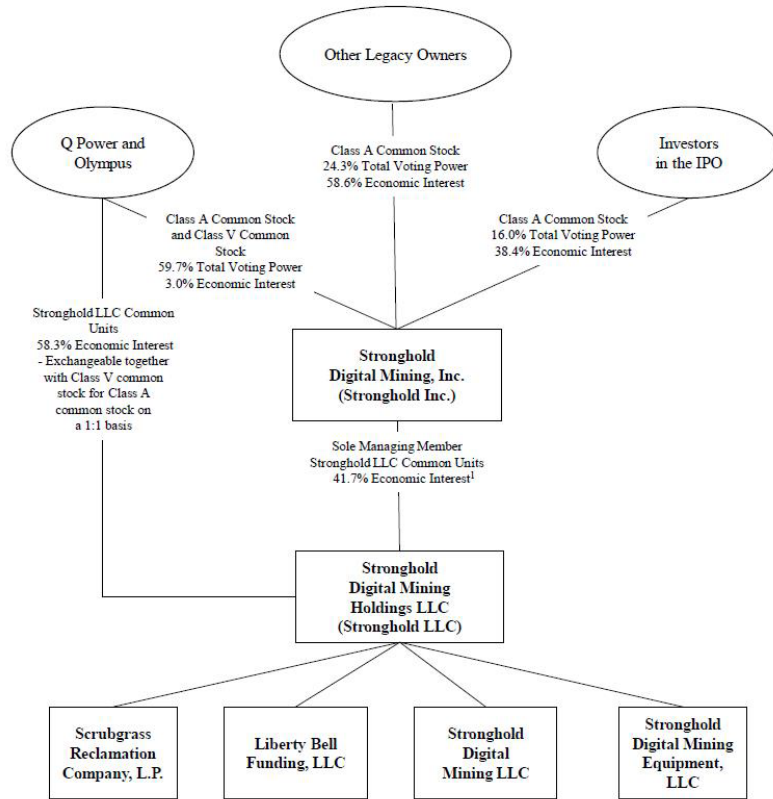 Other Legacy Owners
Q Power and
Olympus
Investors
in the IPO
Class A Common Stock
24.3% Total Voting Power
58.6% Economic Interest
Class A Common Stock
and Class V Common
Stock
59.7% Total Voting Power
3.0% Economic Interest
Class A Common Stock
16.0% Total Voting Power
38.4% Economic Interest
Stronghold LLC Common
Units
58.3% Economic Interest
- Exchangeable together
with Class V common
stock for Class A
common stock on
a 1:1 basis
Stronghold
Digital Mining, Inc.
(Stronghold Inc.)
Sole Managing Member
Stronghold LLC Common Units
41.7% Economic Interest¹
Stronghold
Digital Mining
Holdings LLC
(Stronghold LLC)
Scrubgrass
Reclamation
Company, L.P.
Liberty Bell
Funding, LLC
Stronghold
Digital
Mining LLC
Stronghold
Digital Mining
Equipment,
LLC